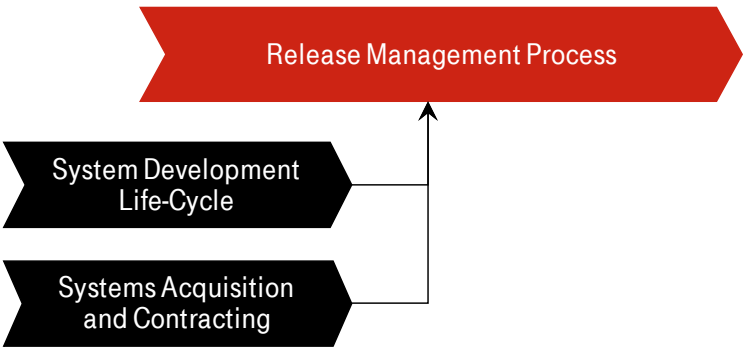 Release Management Process
System Development
Life-Cycle
Systems Acquisition
and Contracting